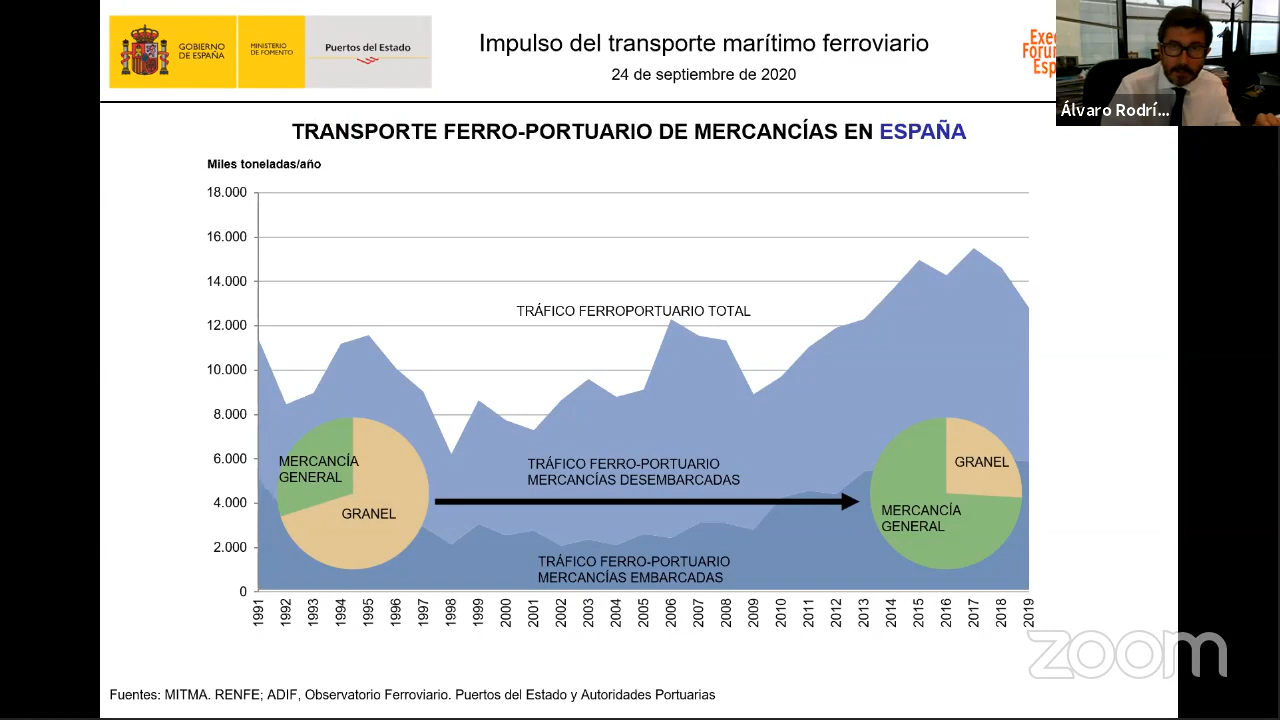 GOBIERNO
DE ESPAÑA
MINISTERIO
DE FOMENTO
Puertos del Estado
Impulso del transporte marítimo ferroviario
24 de septiembre de 2020
Álvaro Rodrí...
TRANSPORTE FERRO-PORTUARIO DE MERCANCÍAS EN ESPAÑA
Miles toneladas/año
18.000
16.000
14.000
12.000
10.000
8.000
6.000
4.000
2.000
0
TRÁFICO FERROPORTUARIO TOTAL
MERCANCÍA
GENERAL
GRANEL
TRÁFICO FERRO-PORTUARIO
MERCANCÍAS DESEMBARCADAS
GRANEL
MERCANCÍA
GENERAL
TRÁFICO FERRO-PORTUARIO
MERCANCÍAS EMBARCADAS
1991 1992 1993 1994 1995 1996 1997 1998 1999 2000 2001 2002 2003 2004 2005 2006 2007 2008 2009 2010 2011 2012 2013 2014 2015 2016 2017 2018 2019
zoom
Fuentes: MITMA. RENFE; ADIF, Observatorio Ferroviario. Puertos del Estado y Autoridades Portuarias